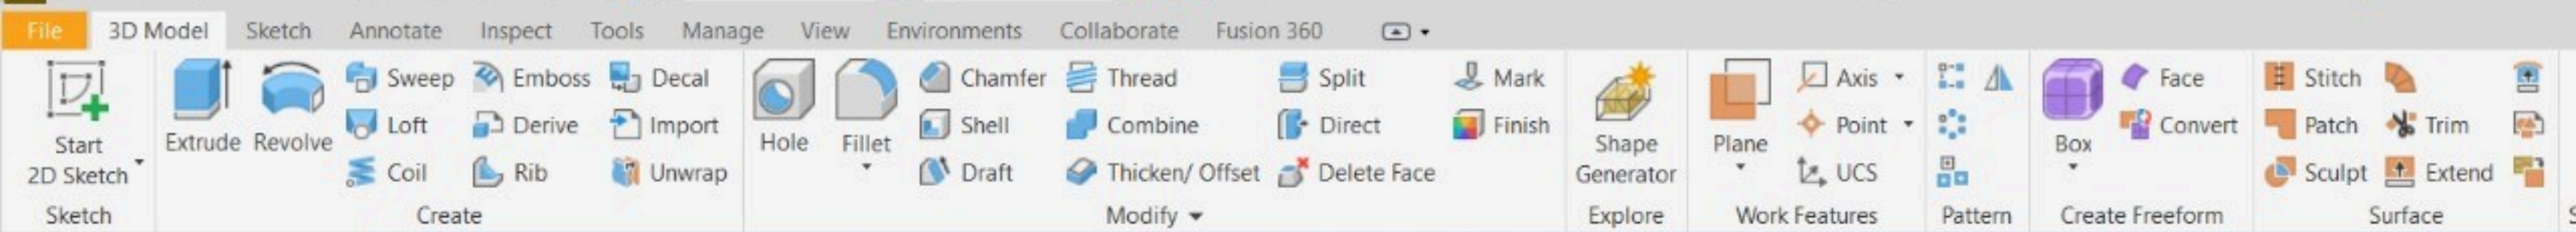 File 3D Model Sketch Annotate Inspect Tools Manage View Environments Collaborate Fusion 360
Start
2D Sketch
Sketch
Extrude
Revolve
Sweep
Loft
Coil
Emboss
Derive
Rib
Decal
Import
Unwrap
Create
Hole
Fillet
Chamfer
Shell
Draft
Thread
Combine
Thicken/ Offset
Split
Direct
Delete Face
Mark
Finish
Modify
Shape
Generator
Explore
Plane
Axis
Point
UCS
Work Features
Pattern
Box
Face
Convert
Create Freeform
Stitch
Patch
Sculpt
Trim
Extend
Surface